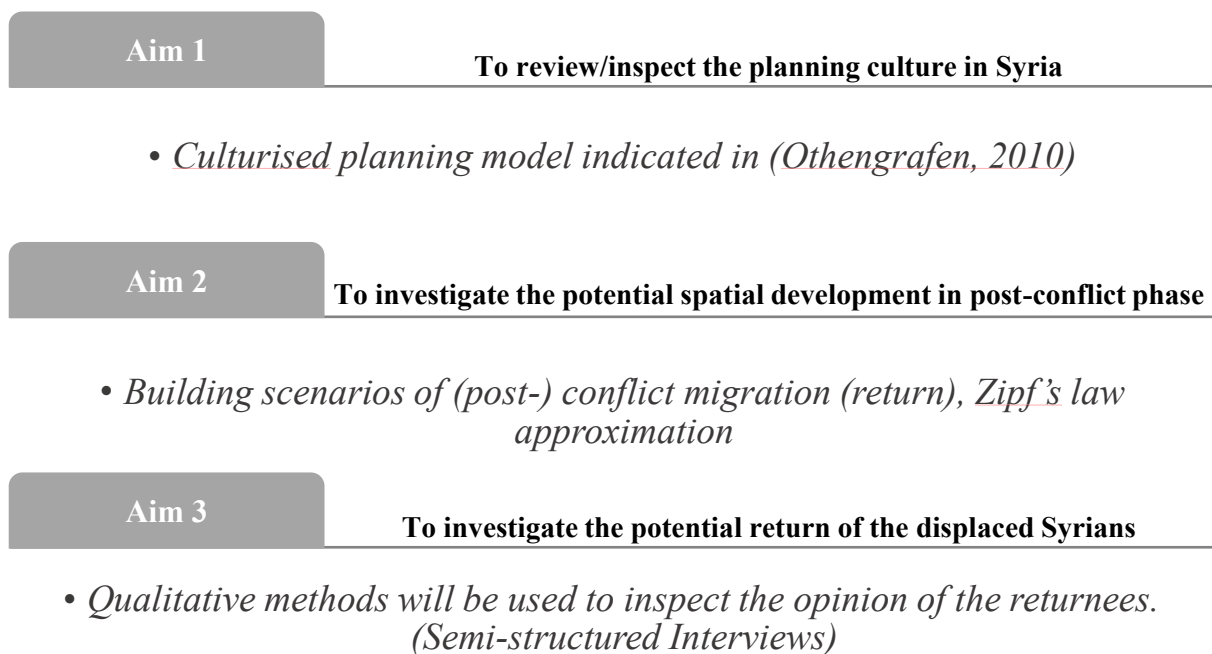 Aim 1
To review/inspect the planning culture in Syria
• Culturised planning model indicated in (Othengrafen, 2010)
Aim 2
To investigate the potential spatial development in post-conflict phase
• Building scenarios of (post-) conflict migration (return), Zipf’s law
approximation
Aim 3
To investigate the potential return of the displaced Syrians
• Qualitative methods will be used to inspect the opinion of the returnees.
(Semi-structured Interviews)